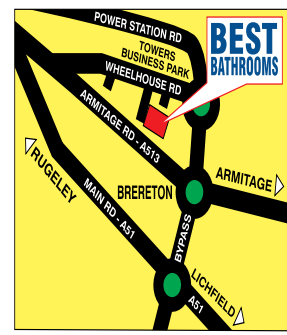 POWER STATION RD
BEST
BATHROOMS
TOWERS
BUSINESS PARK
WHEELHOUSE RD
ARMITAGE RD - A513
RUGELEY
ARMITAGE
BRERETON
MAIN RD - A51
BYPASS
LICHFIELD
A51